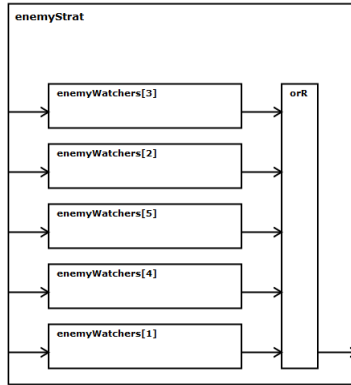 enemyStrat
enemyWatchers[3]
orR
enemyWatchers[2]
enemyWatchers[5]
enemyWatchers[4]
enemyWatchers[1]